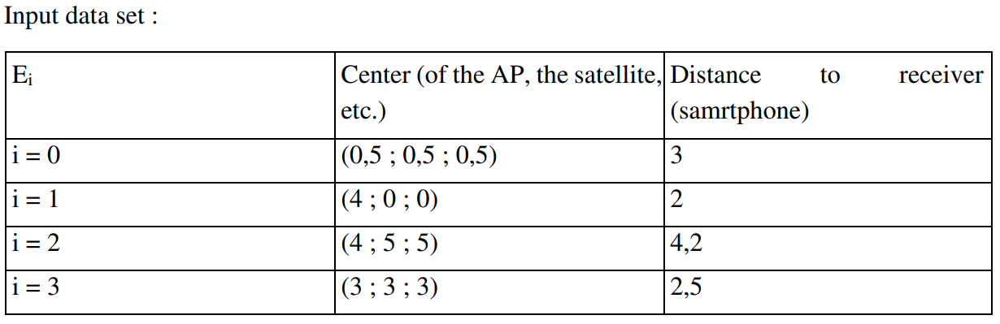 Input data set :
Ei
Center (of the AP, the satellite,
etc.)
Distance to receiver
(samrtphone)
i = 0
(0,5 ; 0,5 ; 0,5)
3
i = 1
(4 ; 0 ; 0)
2
i = 2
(4 ; 5 ; 5)
4,2
i = 3
(3 ; 3 ; 3)
2,5